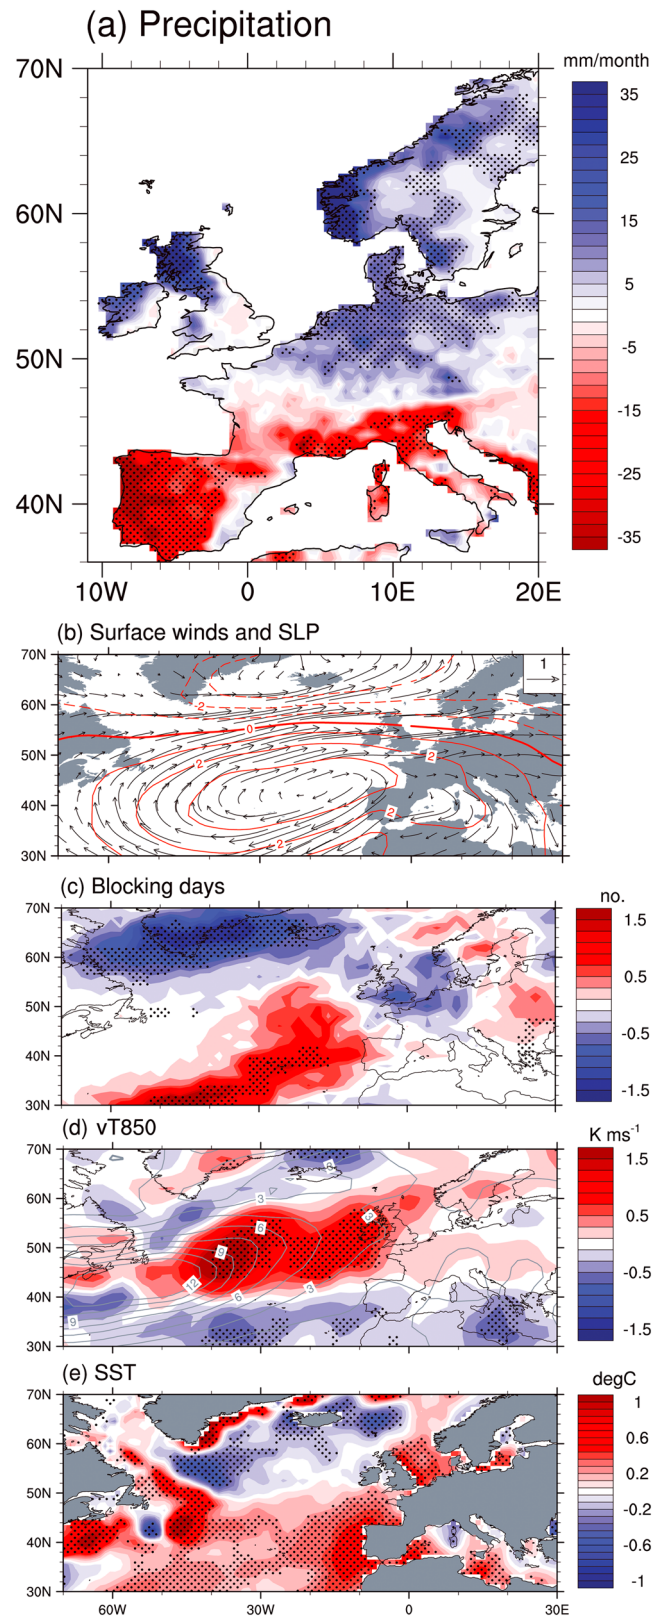 (a) Precipitation
mm/month
70N
60N
50N
40N
10W 0 10E 20E
35
25
15
5
-5
-15
-25
-35
(b) Surface winds and SLP
70N
60N
50N
40N
30N
1
-2
0
2
2
2
2
(c) Blocking days
no.
70N
60N
50N
40N
30N
1.5
0.5
-0.5
-1.5
(d) vT850
K ms-1
70N
60N
50N
40N
30N
3
6
9
12
6
3
3
9
1.5
0.5
-0.5
-1.5
(e) SST
degC
70N
60N
50N
40N
30N
1
0.6
0.2
-0.2
-0.6
-1
60W 30W 0 30E